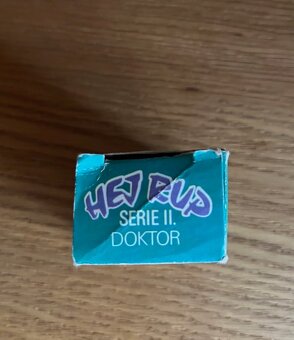 HEJ RUP
SERIE II.
DOKTOR